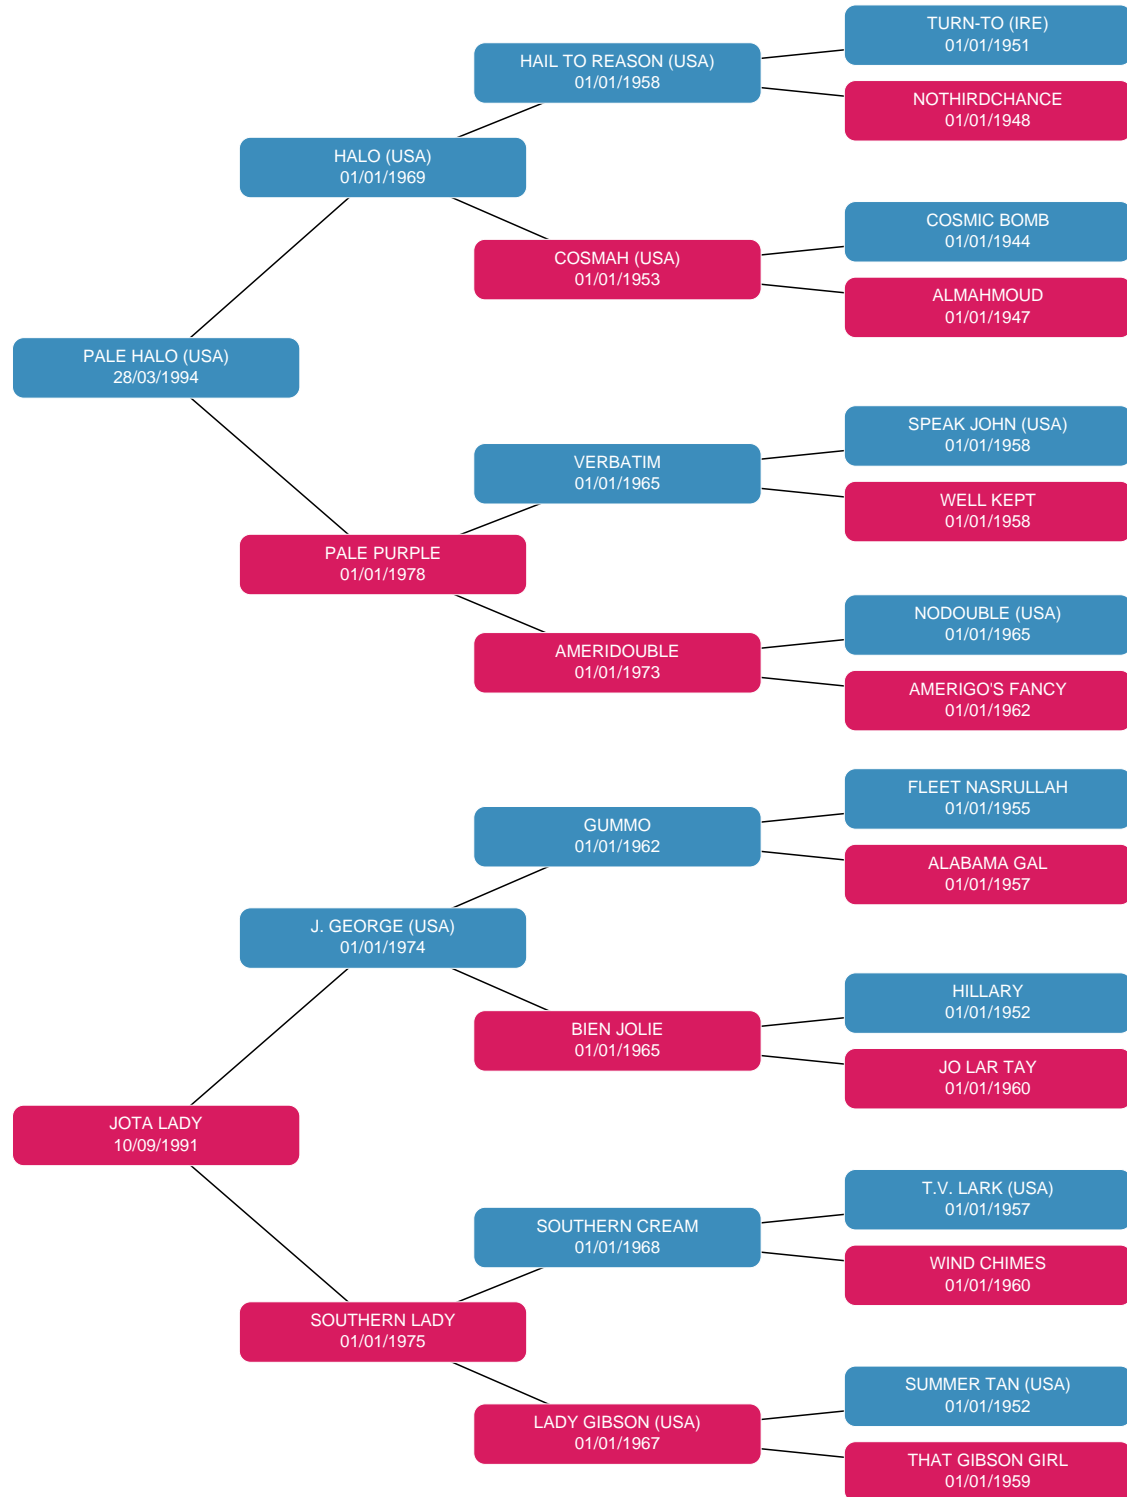 TURN-TO (IRE)
01/01/1951
HAIL TO REASON (USA)
01/01/1958
NOTHIRDCHANCE
01/01/1948
HALO (USA)
01/01/1969
COSMIC BOMB
01/01/1944
COSMAH (USA)
01/01/1953
ALMAHMOUD
01/01/1947
PALE HALO (USA)
28/03/1994
SPEAK JOHN (USA)
01/01/1958
VERBATIM
01/01/1965
WELL KEPT
01/01/1958
PALE PURPLE
01/01/1978
NODOUBLE (USA)
01/01/1965
AMERIDOUBLE
01/01/1973
AMERIGO'S FANCY
01/01/1962
FLEET NASRULLAH
01/01/1955
GUMMO
01/01/1962
ALABAMA GAL
01/01/1957
J. GEORGE (USA)
01/01/1974
HILLARY
01/01/1952
BIEN JOLIE
01/01/1965
JO LAR TAY
01/01/1960
JOTA LADY
10/09/1991
T.V. LARK (USA)
01/01/1957
SOUTHERN CREAM
01/01/1968
WIND CHIMES
01/01/1960
SOUTHERN LADY
01/01/1975
SUMMER TAN (USA)
01/01/1952
LADY GIBSON (USA)
01/01/1967
THAT GIBSON GIRL
01/01/1959